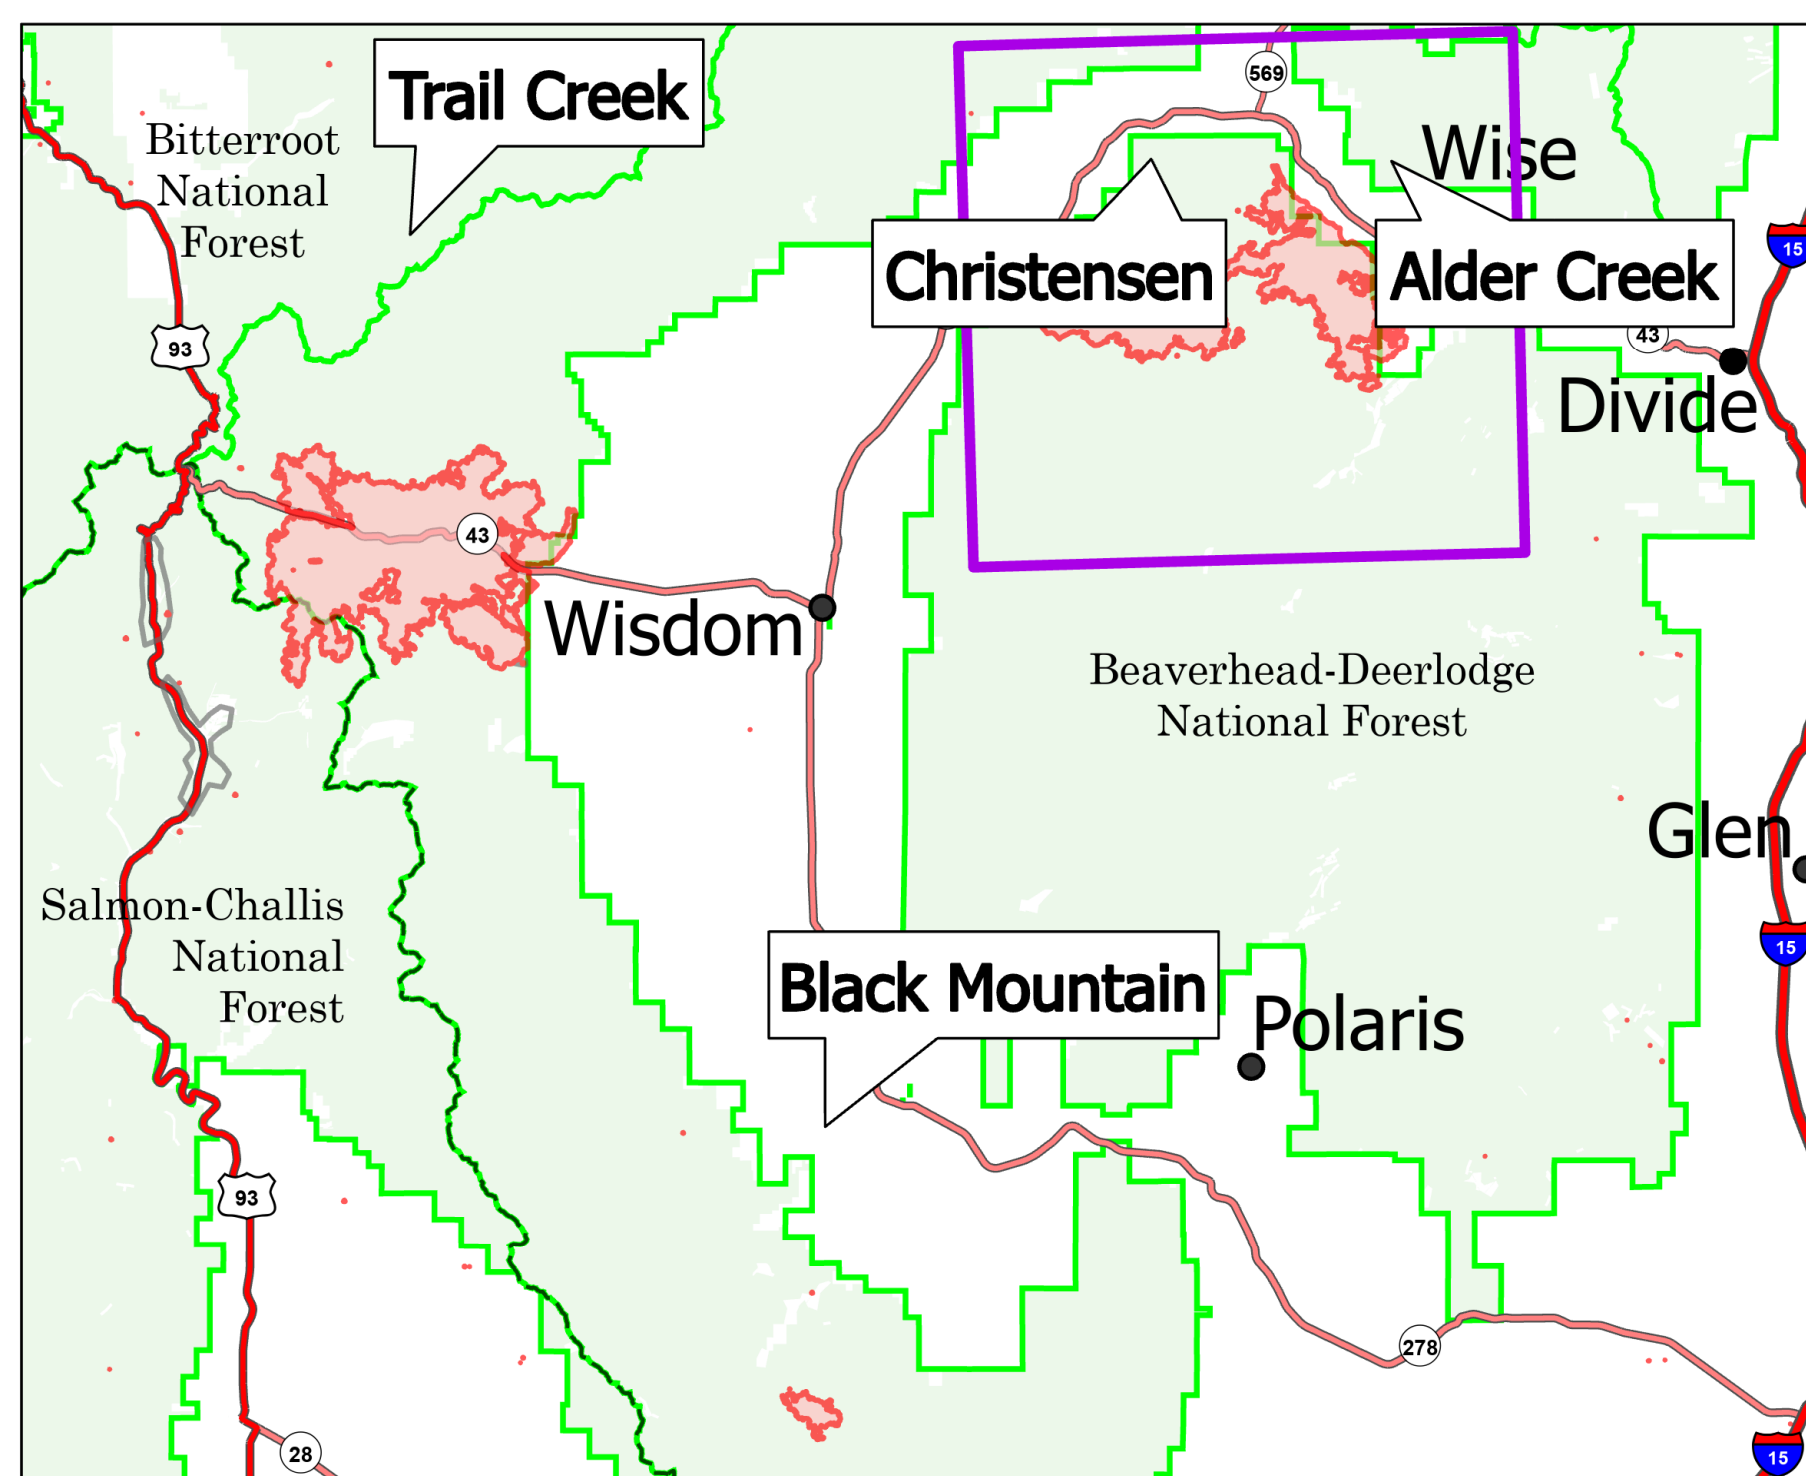 Trail Creek
569
Bitterroot
National
Forest
Wise
15
Christensen
Alder Creek
93
43
Divide
43
Wisdom
Beaverhead-Deerlodge
National Forest
Glen
Salmon-Challis
National
Forest
15
Black Mountain
Polaris
93
278
28
15